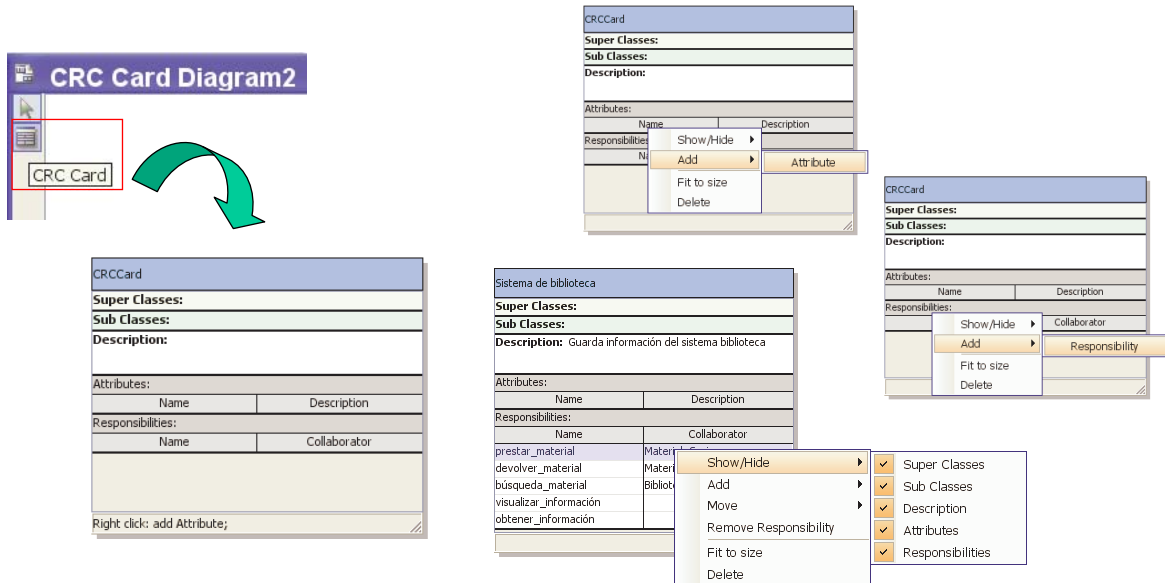 CRC Card Diagram2
CRC Card
CRCCard
Super Classes:
Sub Classes:
Description:
Attributes:
Name Description
Responsibilities:
Name Collaborator
Right click: add Attribute;
CRCCard
Super Classes:
Sub Classes:
Description:
Attributes:
Name Description
Responsibilities
Show/Hide
Add
Attribute
Fit to size
Delete
Sistema de biblioteca
Super Classes:
Sub Classes:
Description: Guarda información del sistema biblioteca
Attributes:
Name Description
Responsibilities:
Name Collaborator
prestar_material
devolver_material
búsqueda_material
visualizar_información
obtener_información
Show/Hide
Add
Move
Remove Responsibility
Fit to size
Delete
Super Classes
Sub Classes
Description
Attributes
Responsibilities
CRCCard
Super Classes:
Sub Classes:
Description:
Attributes:
Name Description
Responsibilities:
Collaborator
Show/Hide
Add
Responsibility
Fit to size
Delete